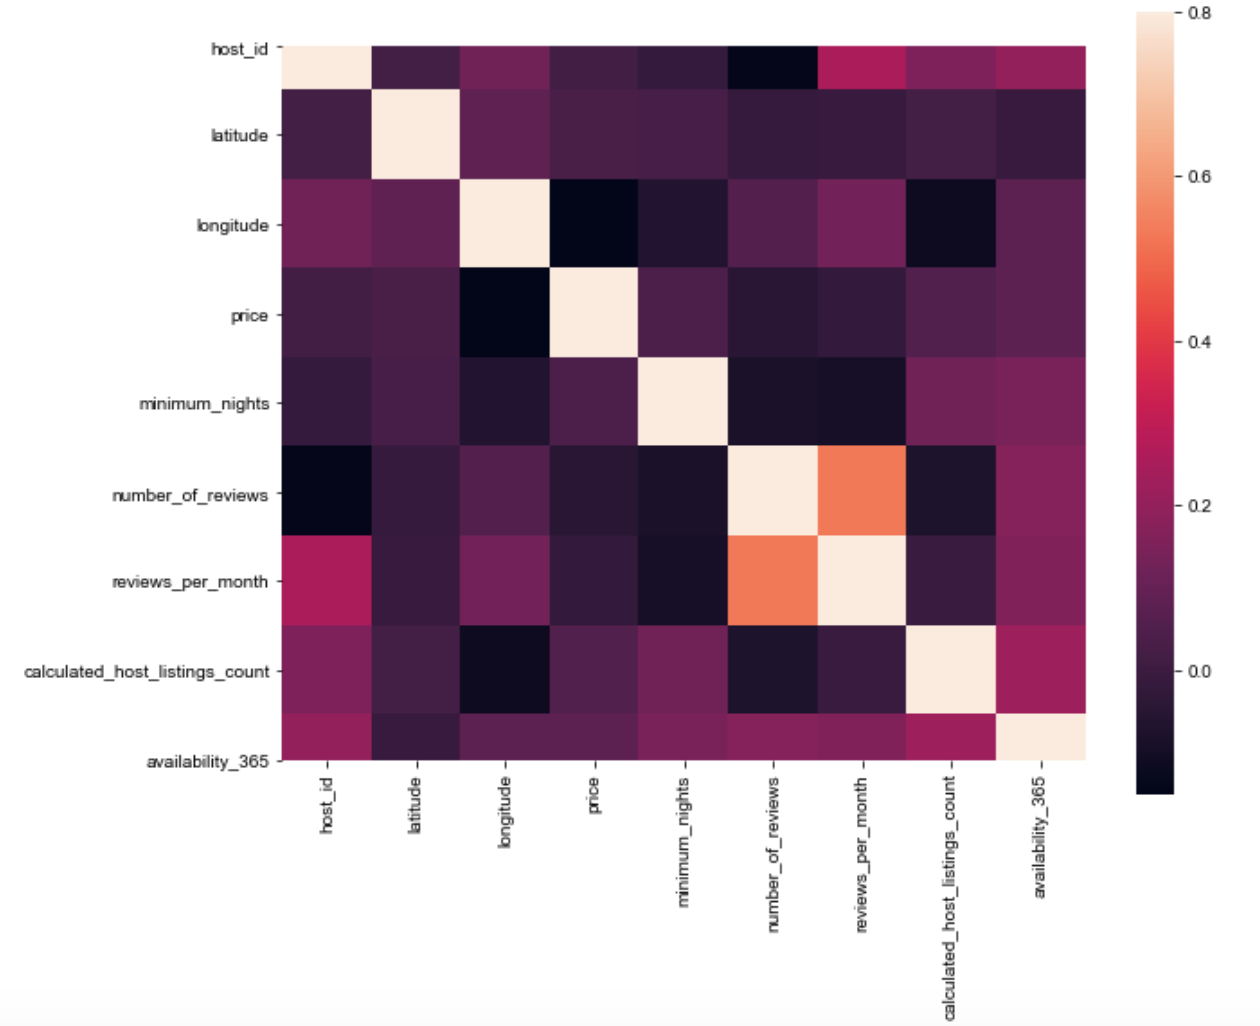 host_id
latitude
longitude
price
minimum_nights
number_of_reviews
reviews_per_month
calculated_host_listings_count
availability_365
host_id
latitude
longitude
price
minimum_nights
number_of_reviews
reviews_per_month
calculated_host_listings_count
availability_365
0.8
0.6
0.4
0.2
0.0